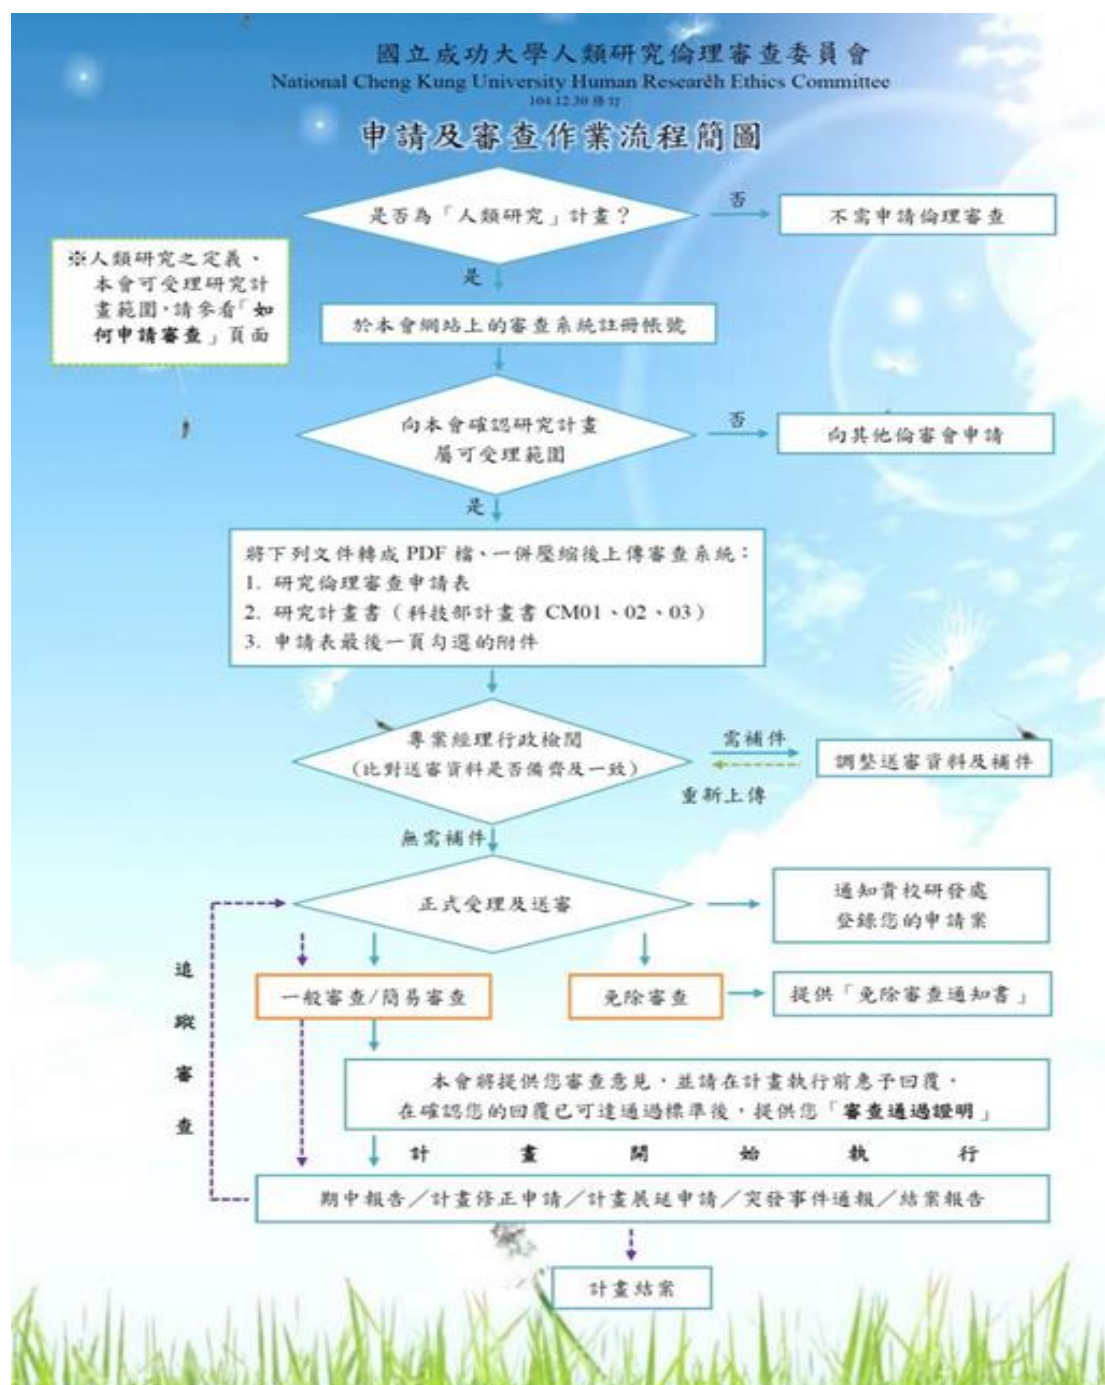 國立成功大學人類研究倫理審查委員會
National Cheng Kung University Human Research Ethics Committee
104.12.30 修訂
申請及審查作業流程簡圖
是否為「人類研究」計畫？
否
不需申請倫理審查
※人類研究之定義、
本會可受理研究計
畫範圍，請參看「如
何申請審查」頁面
是
於本會網站上的審查系統註冊帳號
向本會確認研究計畫
屬可受理範圍
否
向其他倫審會申請
是
將下列文件轉成 PDF 檔、一併壓縮後上傳審查系統：
1. 研究倫理審查申請表
2. 研究計畫書（科技部計畫書 CM01、02、03）
3. 申請表最後一頁勾選的附件
專案經理行政檢閱
（比對送審資料是否備齊及一致）
需補件
重新上傳
調整送審資料及補件
無需補件
正式受理及送審
通知貴校研發處
登錄您的申請案
追蹤審查
一般審查/簡易審查
免除審查
提供「免除審查通知書」
本會將提供您審查意見，並請在計畫執行前惠予回覆，
在確認您的回覆已可達通過標準後，提供您「審查通過證明」
計畫開始執行
期中報告／計畫修正申請／計畫展延申請／突發事件通報／結案報告
計畫結案